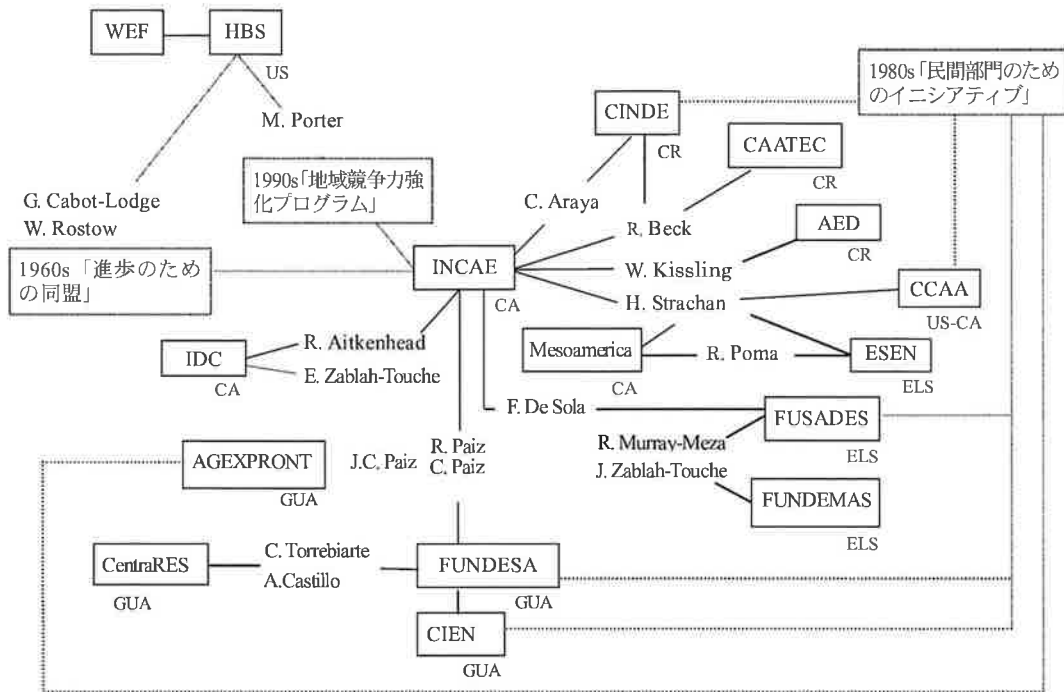 WEF
HBS
US
M. Porter
1980s「民間部門のため
のイニシアティブ」
CINDE
CR
CAATEC
CR
1990s「地域競争力強
化プログラム」
G. Cabot-Lodge
W. Rostow
C. Araya
R. Beck
AED
CR
1960s「進歩のための
の同盟」
INCAE
CA
W. Kissling
H. Strachan
CCAA
US-CA
IDC
CA
R. Aitkenhead
E. Zablah-Touche
Mesoamerica
CA
R. Poma
ESEN
ELS
F. De Sola
FUSADES
ELS
AGEXPRONT
GUA
J.C. Paiz
R. Paiz
C. Paiz
R. Murray-Meza
J. Zablah-Touche
FUNDEMAS
ELS
CentraRES
GUA
C. Torrebiarte
A.Castillo
FUNDESA
GUA
CIEN
GUA